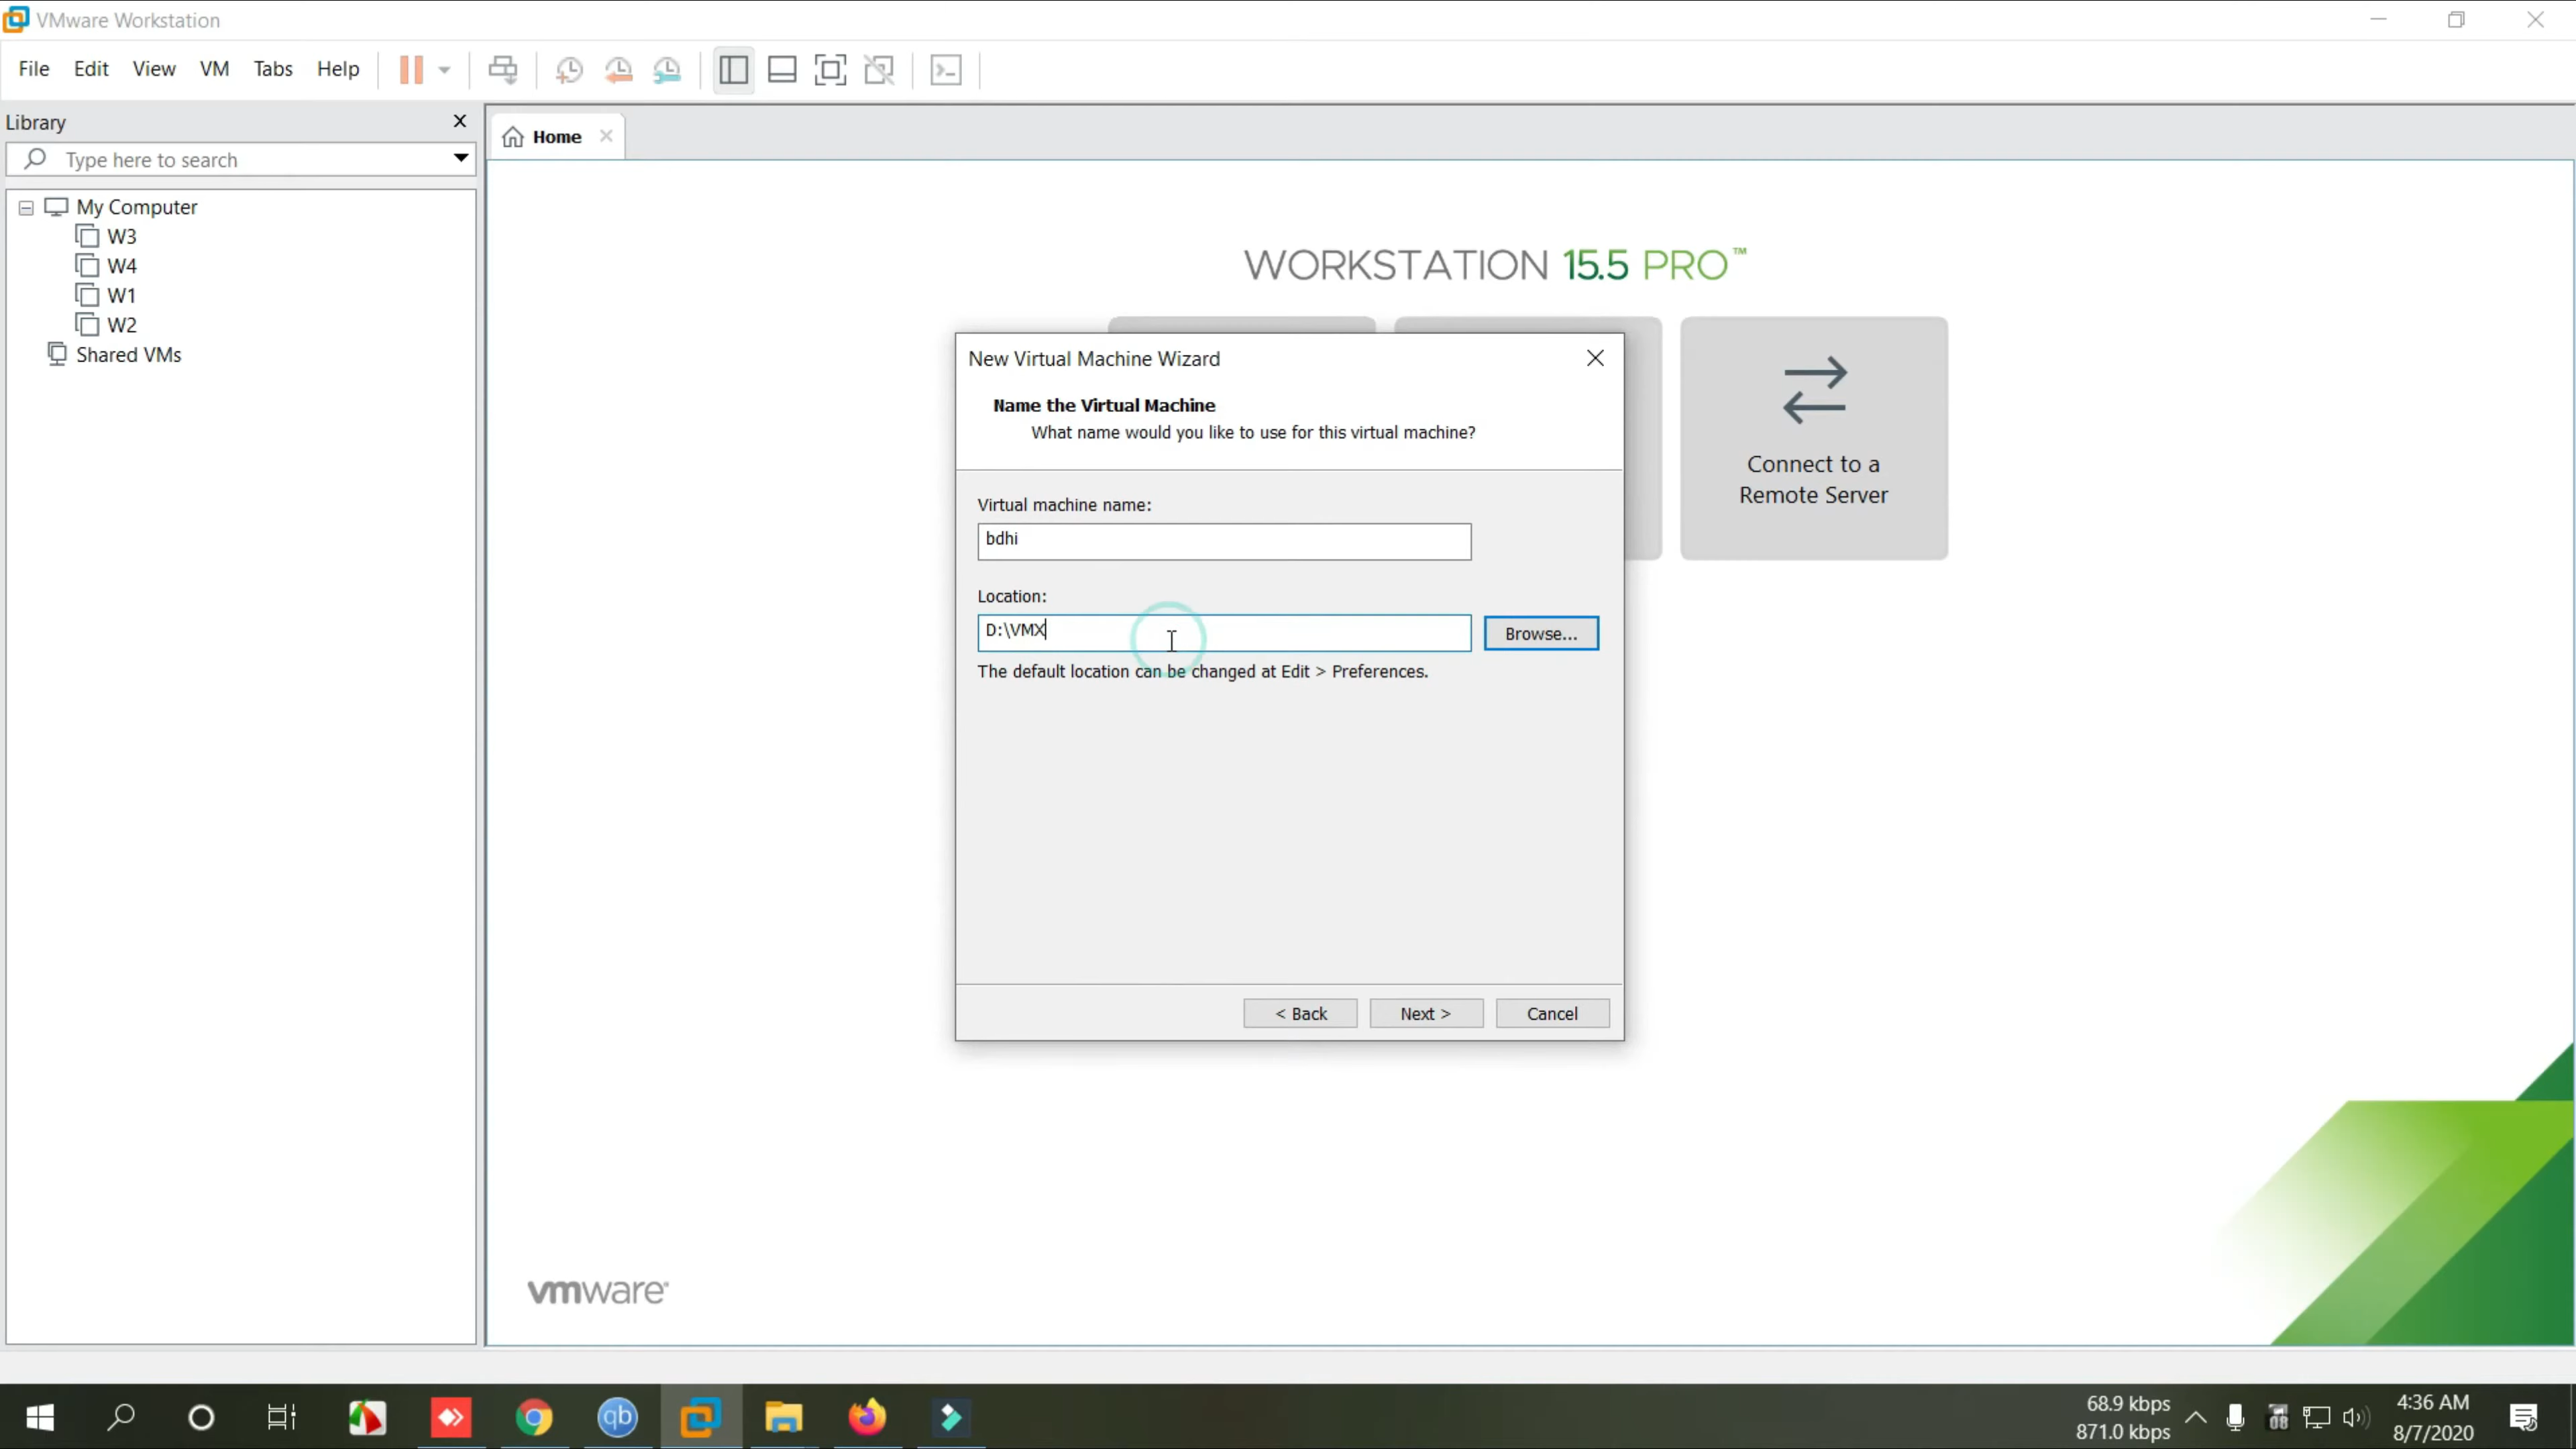 VMware Workstation
File Edit View VM Tabs Help
Library
Type here to search
My Computer
W3
W4
W1
W2
Shared VMs
Home
WORKSTATION 15.5 PRO™
Connect to a
Remote Server
New Virtual Machine Wizard
Name the Virtual Machine
What name would you like to use for this virtual machine?
Virtual machine name:
bdhi
Location:
D:\VMX
Browse...
The default location can be changed at Edit > Preferences.
< Back Next > Cancel
vmware®
qb
68.9 kbps
871.0 kbps
08
4:36 AM
8/7/2020